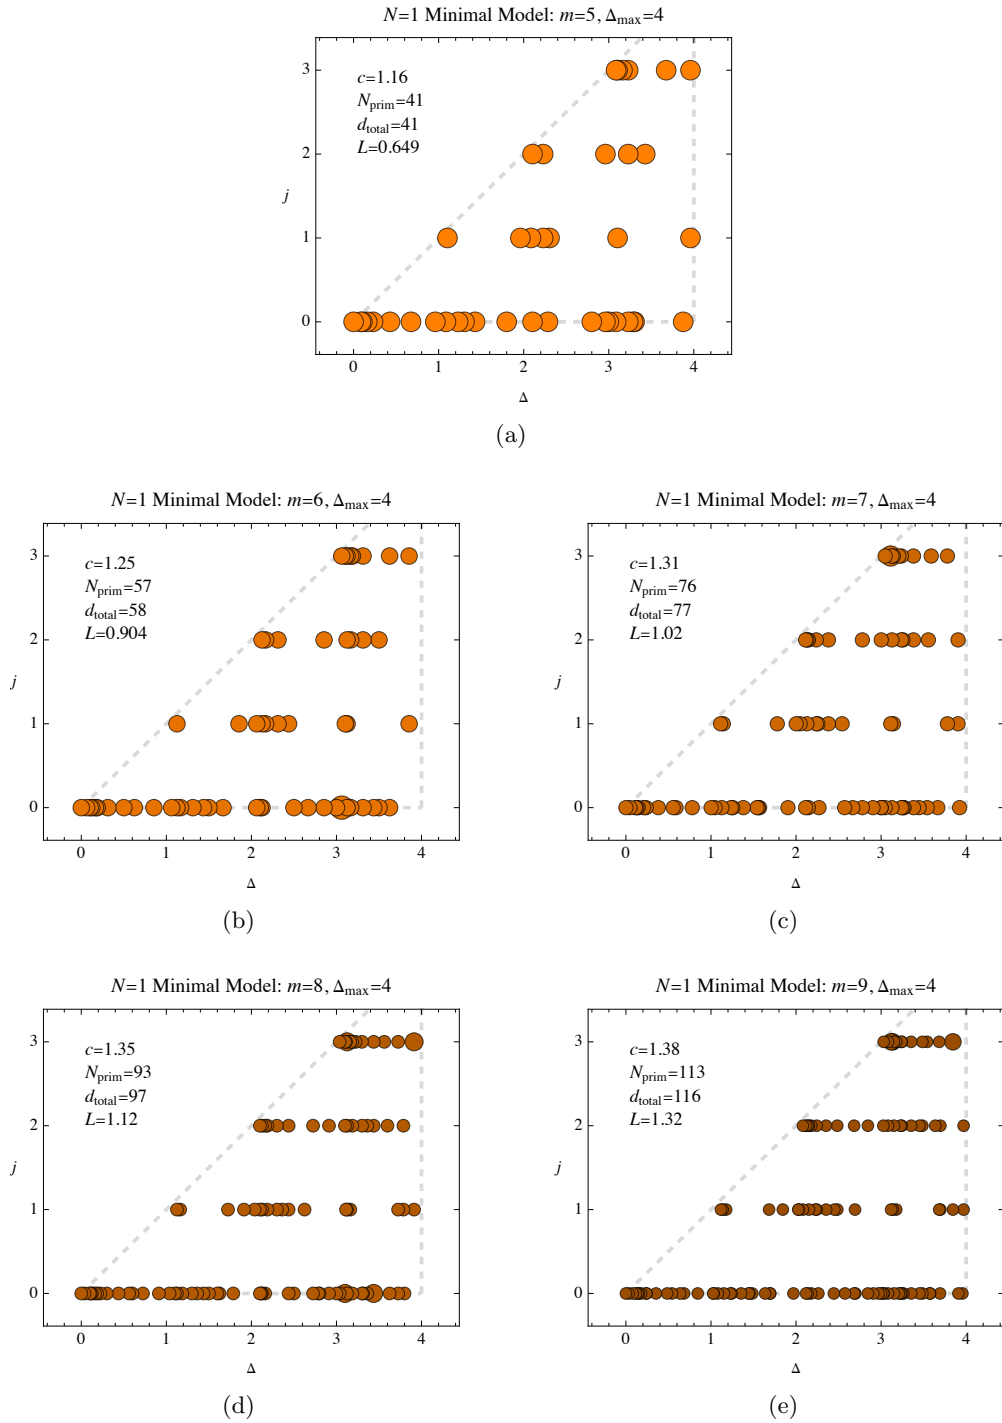 N=1 Minimal Model: m=5, Δmax=4
c=1.16
Nprim=41
dtotal=41
L=0.649
3
2
1
0
j
0 1 2 3 4
Δ
(a)
N=1 Minimal Model: m=6, Δmax=4
c=1.25
Nprim=57
dtotal=58
L=0.904
3
2
1
0
j
0 1 2 3 4
Δ
(b)
N=1 Minimal Model: m=7, Δmax=4
c=1.31
Nprim=76
dtotal=77
L=1.02
3
2
1
0
j
0 1 2 3 4
Δ
(c)
N=1 Minimal Model: m=8, Δmax=4
c=1.35
Nprim=93
dtotal=97
L=1.12
3
2
1
0
j
0 1 2 3 4
Δ
(d)
N=1 Minimal Model: m=9, Δmax=4
c=1.38
Nprim=113
dtotal=116
L=1.32
3
2
1
0
j
0 1 2 3 4
Δ
(e)